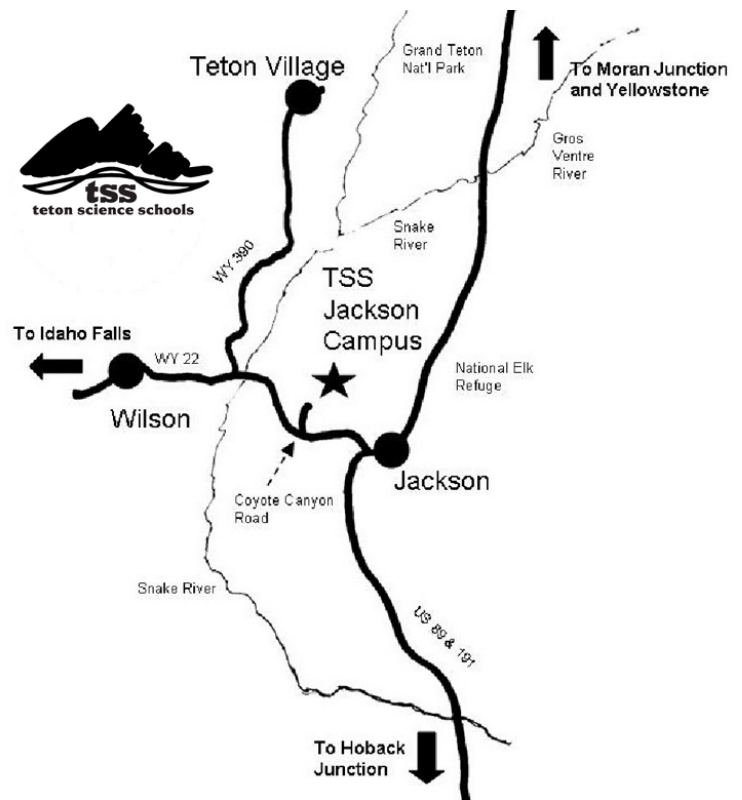 Grand Teton
Nat'l Park
Teton Village
To Moran Junction
and Yellowstone
tss
teton science schools
Gros
Ventre
River
Snake
River
WY 390
TSS
Jackson
Campus
To Idaho Falls
WY 22
National Elk
Refuge
Wilson
Jackson
Coyote Canyon
Road
Snake River
US 89 & 191
To Hoback
Junction